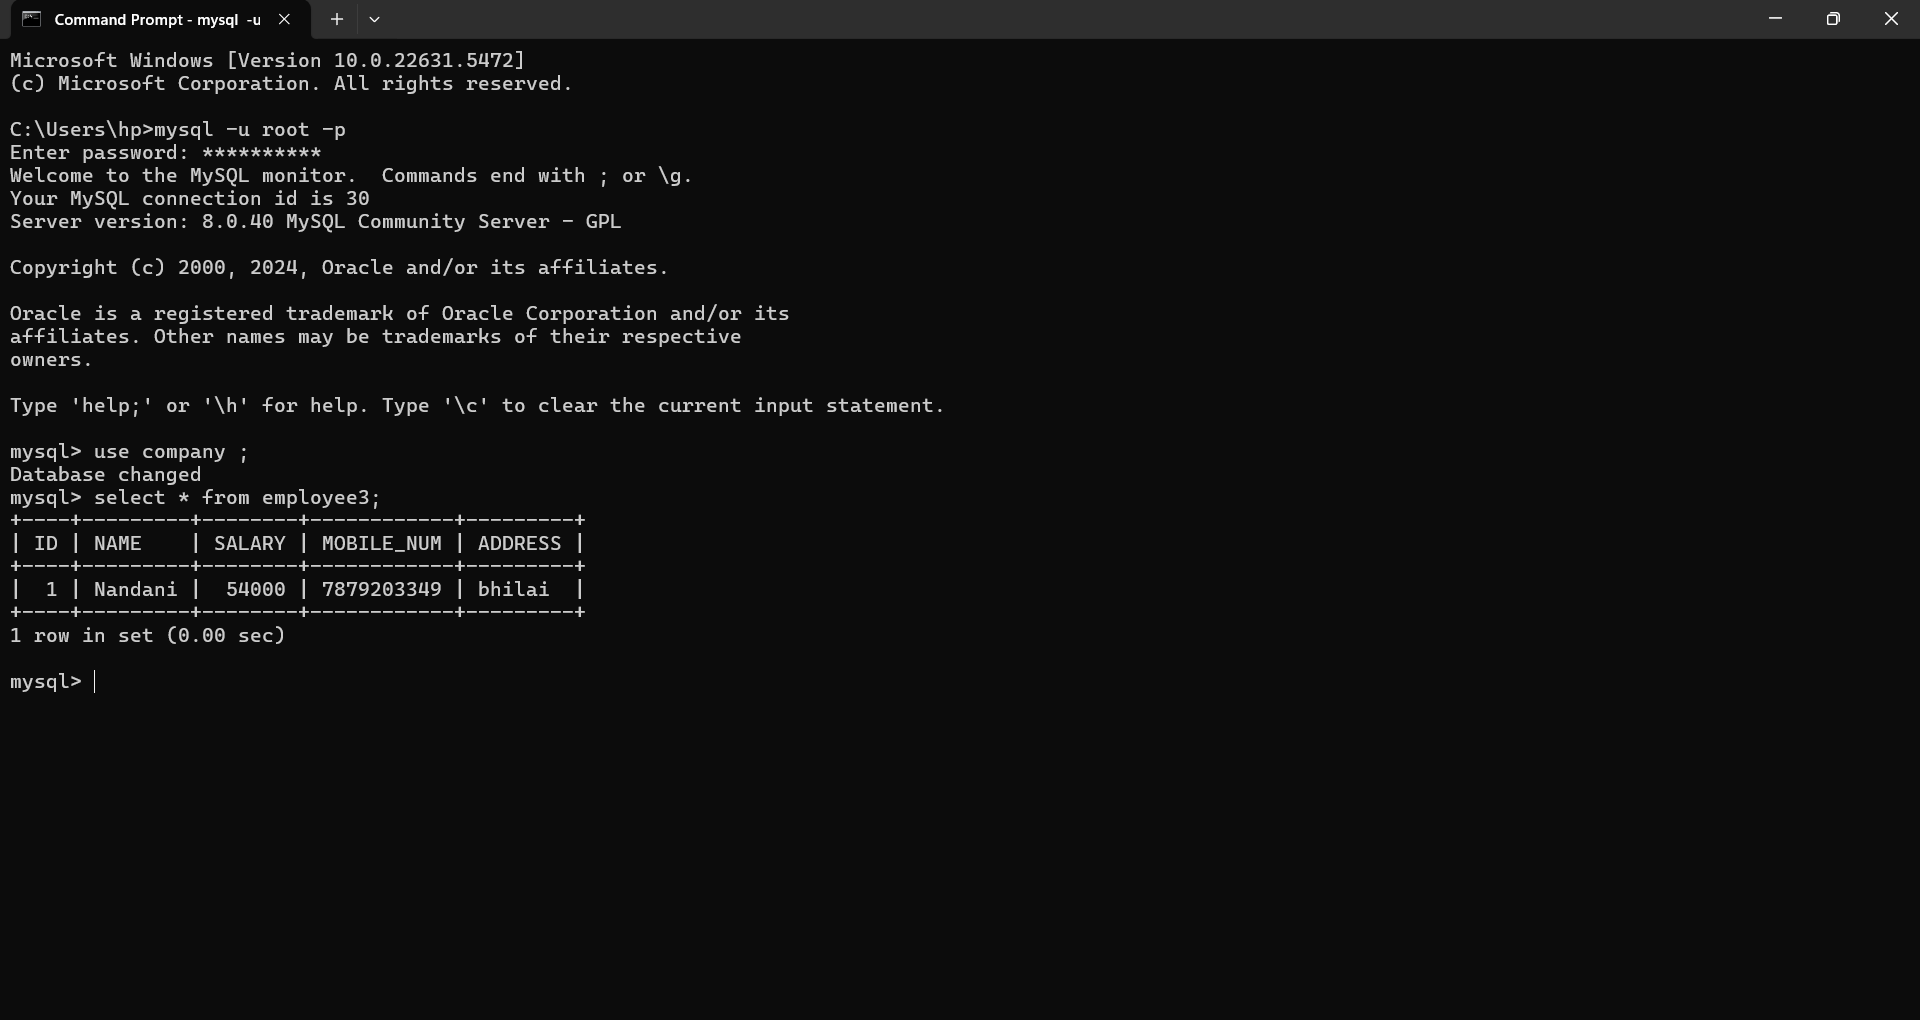 Command Prompt - mysql -u
Microsoft Windows [Version 10.0.22631.5472]
(c) Microsoft Corporation. All rights reserved.
C:\Users\hp>mysql -u root -p
Enter password: **********
Welcome to the MySQL monitor.  Commands end with ; or \g.
Your MySQL connection id is 30
Server version: 8.0.40 MySQL Community Server - GPL
Copyright (c) 2000, 2024, Oracle and/or its affiliates.
Oracle is a registered trademark of Oracle Corporation and/or its
affiliates. Other names may be trademarks of their respective
owners.
Type 'help;' or '\h' for help. Type '\c' to clear the current input statement.
mysql> use company ;
Database changed
mysql> select * from employee3;
+----+---------+--------+------------+---------+
| ID | NAME    | SALARY | MOBILE_NUM | ADDRESS |
+----+---------+--------+------------+---------+
|  1 | Nandani |  54000 | 7879203349 | bhilai  |
+----+---------+--------+------------+---------+
1 row in set (0.00 sec)
mysql>